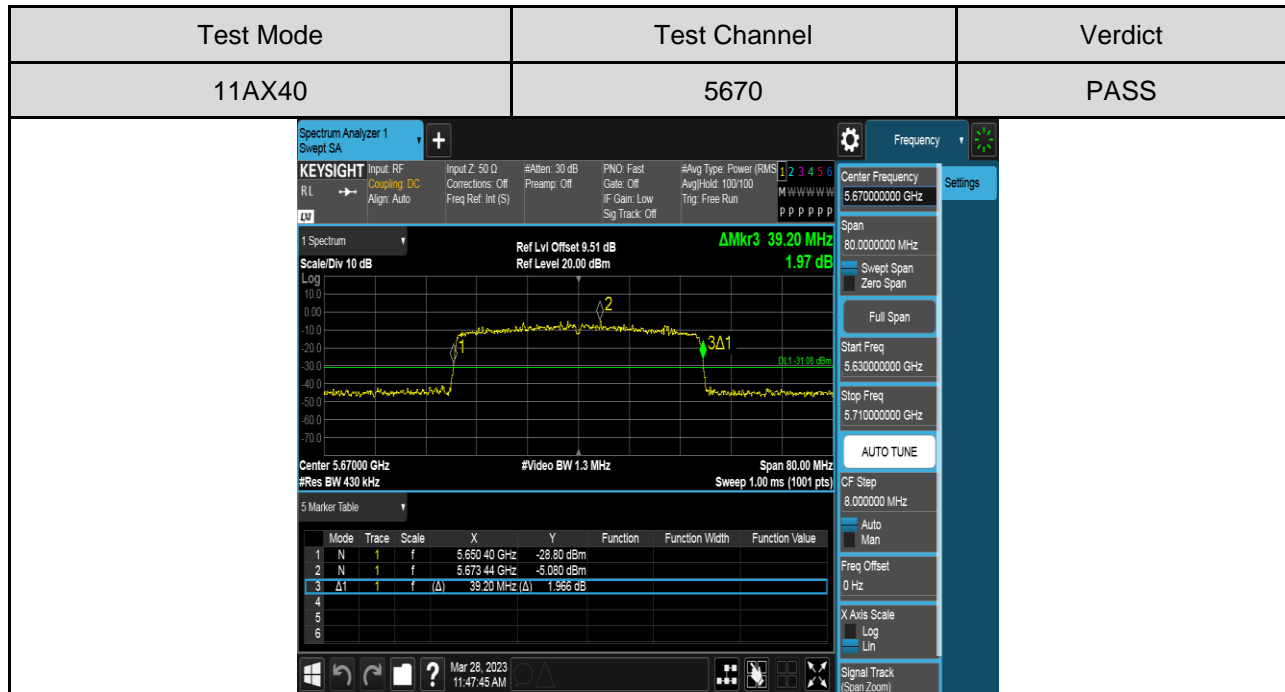 Test Mode Test Channel Verdict
11AX40 5670 PASS
Spectrum Analyzer 1
Swept SA
+
Frequency
KEYSIGHT Input: RF Input Z: 50 Ω #Atten: 30 dB PNO: Fast #Avg Type: Power (RMS 1 2 3 4 5 6
RL Coupling: DC Corrections: Off Preamp: Off Gate: Off Avg|Hold: 100/100 M W W W W W
Align: Auto Freq Ref: Int (S) IF Gain: Low Trig: Free Run
LXI Sig Track: Off P P P P P P
Center Frequency
5.670000000 GHz
Settings
1 Spectrum
Ref Lvl Offset 9.51 dB
ΔMkr3 39.20 MHz
Scale/Div 10 dB Ref Level 20.00 dBm 1.97 dB
Log
10.0
0.00
-10.0
-20.0
-30.0
-40.0
-50.0
-60.0
-70.0
1
2
3Δ1
DL1 -31.08 dBm
Center 5.67000 GHz #Video BW 1.3 MHz Span 80.00 MHz
#Res BW 430 kHz Sweep 1.00 ms (1001 pts)
Span
80.0000000 MHz
Swept Span
Zero Span
Full Span
Start Freq
5.630000000 GHz
Stop Freq
5.710000000 GHz
AUTO TUNE
CF Step
8.000000 MHz
Auto
Man
Freq Offset
0 Hz
X Axis Scale
Log
Lin
Signal Track
(Span Zoom)
5 Marker Table
Mode Trace Scale X Y Function Function Width Function Value
1 N 1 f 5.650 40 GHz -28.80 dBm
2 N 1 f 5.673 44 GHz -5.080 dBm
3 Δ1 1 f (Δ) 39.20 MHz (Δ) 1.966 dB
4
5
6
?
Mar 28, 2023
11:47:45 AM